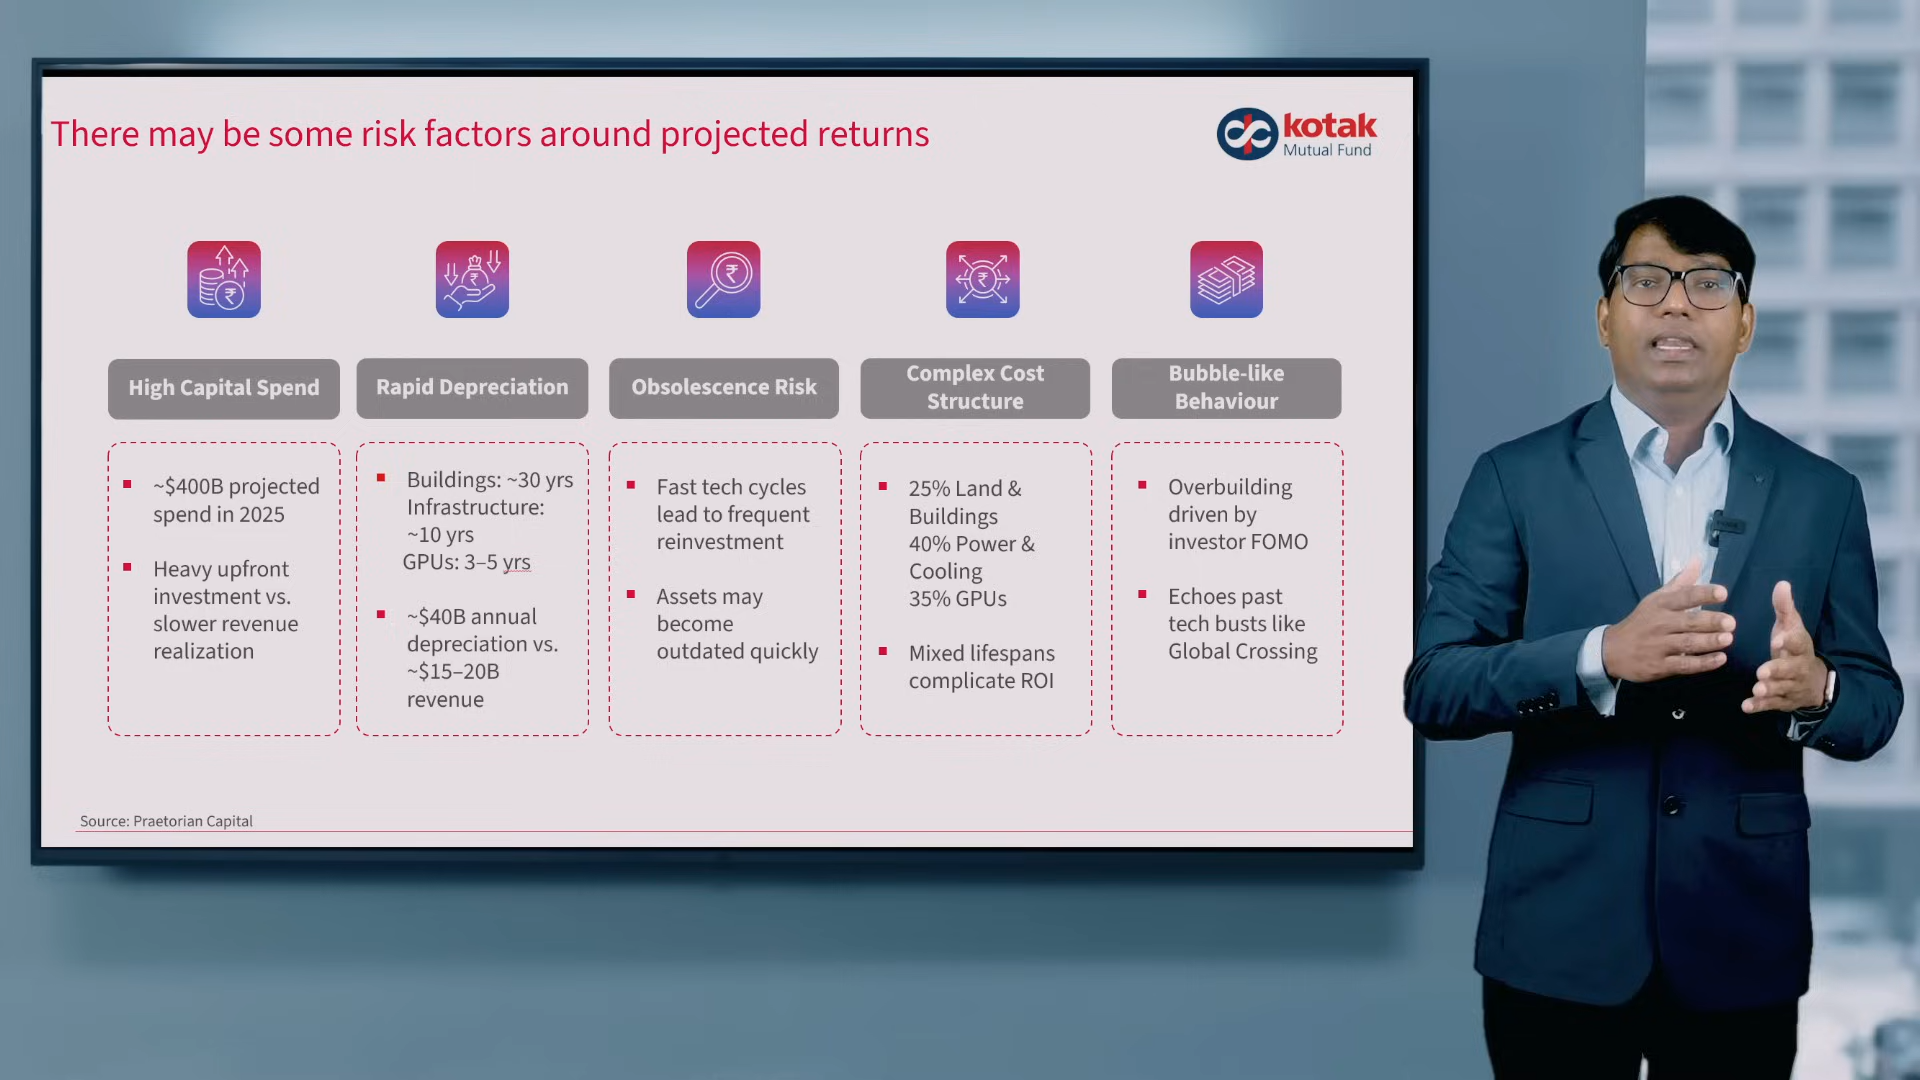 There may be some risk factors around projected returns
kotak
Mutual Fund
High Capital Spend
~$400B projected
spend in 2025
Heavy upfront
investment vs.
slower revenue
realization
Rapid Depreciation
Buildings: ~30 yrs
Infrastructure:
~10 yrs
GPUs: 3–5 yrs
~$40B annual
depreciation vs.
~$15–20B
revenue
Obsolescence Risk
Fast tech cycles
lead to frequent
reinvestment
Assets may
become
outdated quickly
Complex Cost
Structure
25% Land &
Buildings
40% Power &
Cooling
35% GPUs
Mixed lifespans
complicate ROI
Bubble-like
Behaviour
Overbuilding
driven by
investor FOMO
Echoes past
tech busts like
Global Crossing
Source: Praetorian Capital